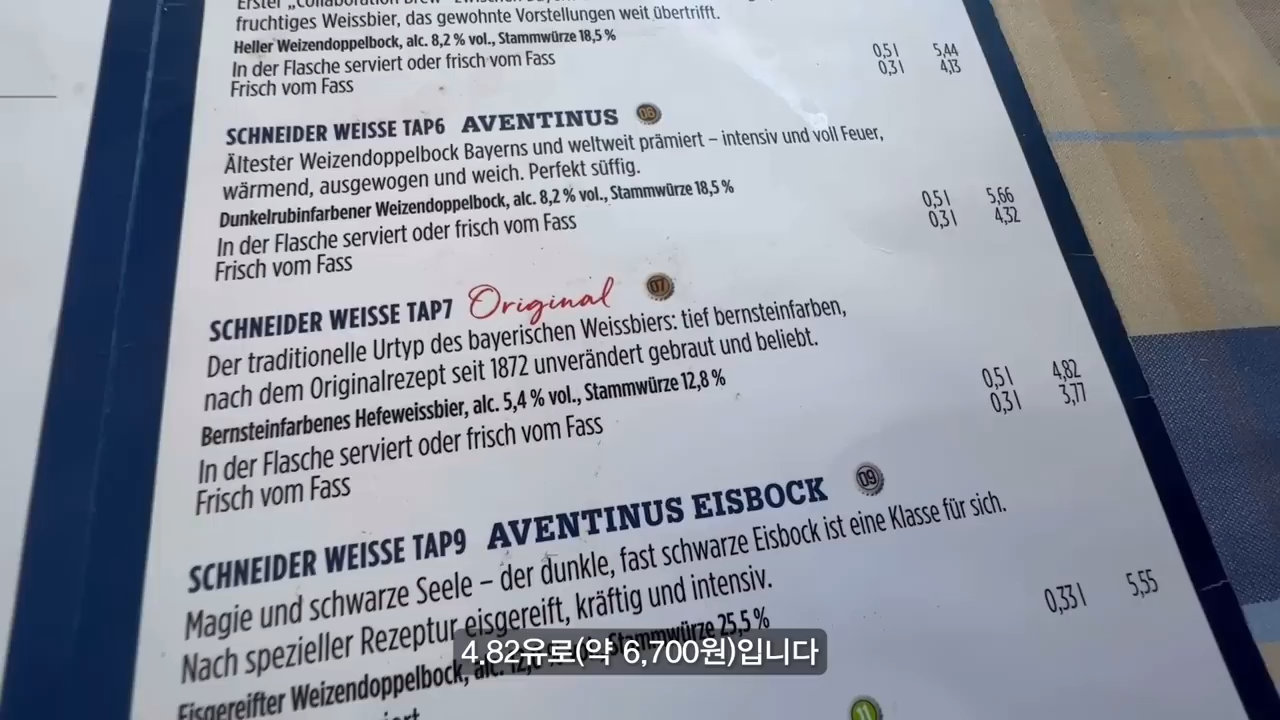 Erster „Collaboration Brew“
fruchtiges Weissbier, das gewohnte Vorstellungen weit übertrifft.
Heller Weizendoppelbock, alc. 8,2 % vol., Stammwürze 18,5 %
In der Flasche serviert oder frisch vom Fass 0,5 l 5,44
Frisch vom Fass 0,3 l 4,13
SCHNEIDER WEISSE TAP6 AVENTINUS 06
Ältester Weizendoppelbock Bayerns und weltweit prämiert – intensiv und voll Feuer,
wärmend, ausgewogen und weich. Perfekt süffig.
Dunkelrubinfarbener Weizendoppelbock, alc. 8,2 % vol., Stammwürze 18,5 %
In der Flasche serviert oder frisch vom Fass 0,5 l 5,66
Frisch vom Fass 0,3 l 4,32
SCHNEIDER WEISSE TAP7 Original 07
Der traditionelle Urtyp des bayerischen Weissbiers: tief bernsteinfarben,
nach dem Originalrezept seit 1872 unverändert gebraut und beliebt.
Bernsteinfarbenes Hefeweissbier, alc. 5,4 % vol., Stammwürze 12,8 %
In der Flasche serviert oder frisch vom Fass 0,5 l 4,82
Frisch vom Fass 0,3 l 3,77
SCHNEIDER WEISSE TAP9 AVENTINUS EISBOCK 09
Magie und schwarze Seele – der dunkle, fast schwarze Eisbock ist eine Klasse für sich.
Nach spezieller Rezeptur eisgereift, kräftig und intensiv. 0,33 l 5,55
Eisgereifter Weizendoppelbock, alc. Stammwürze 25,5 %
4.82유로(약 6,700원)입니다
11